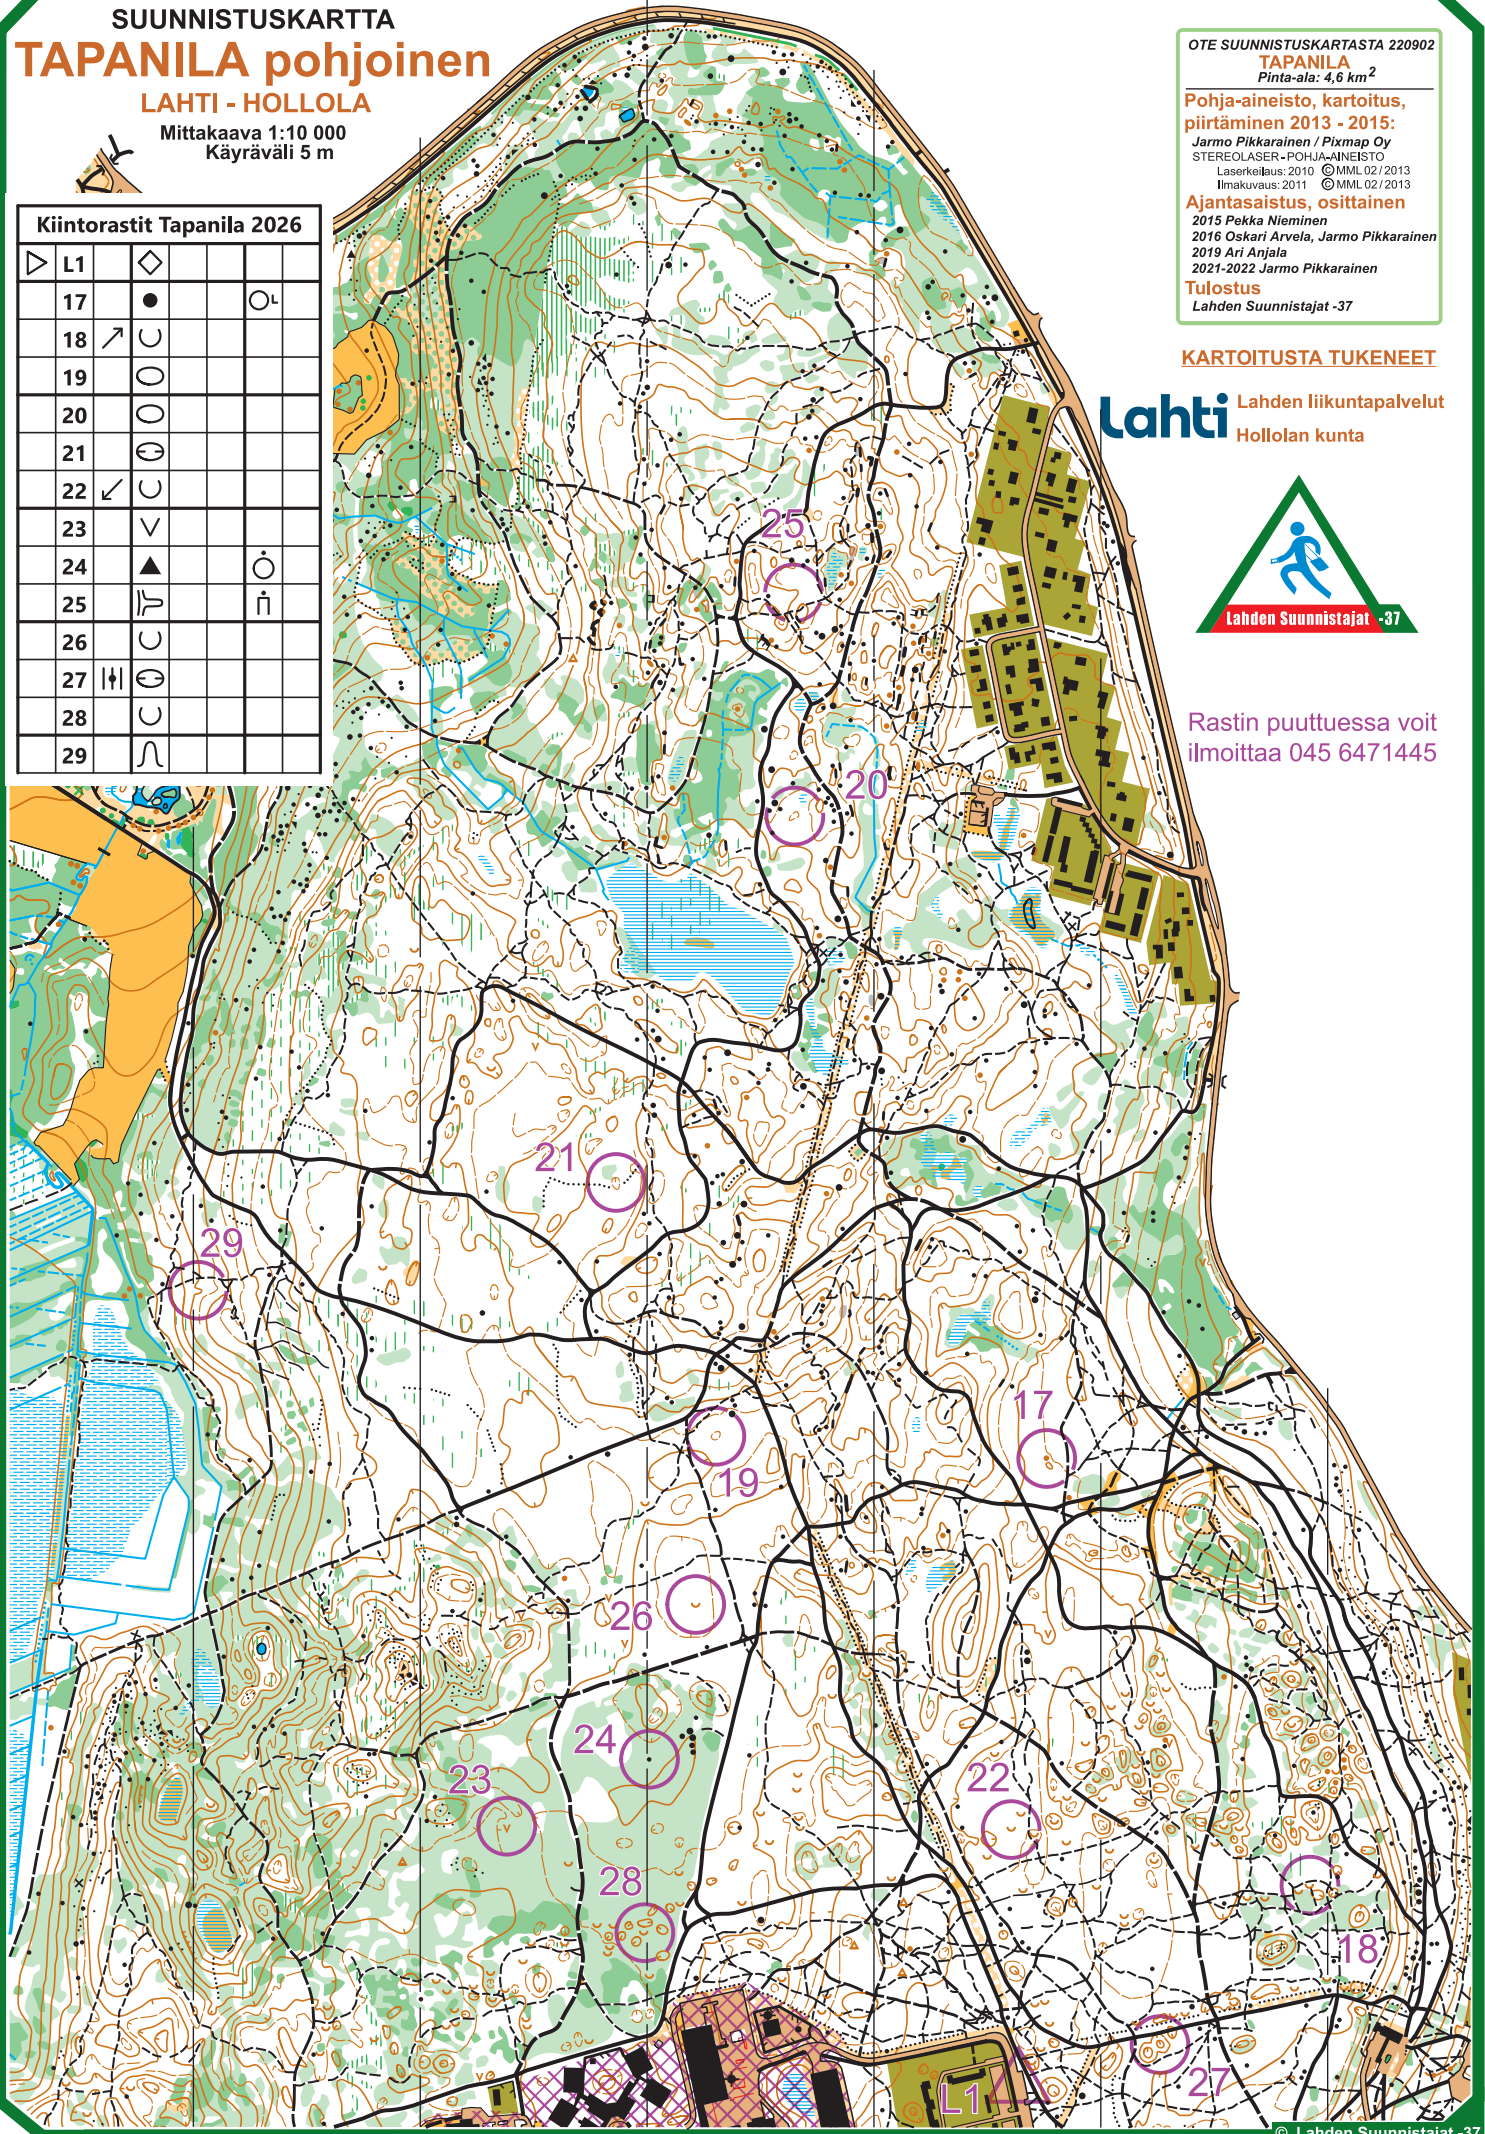 SUUNNISTUSKARTTA
TAPANILA pohjoinen
LAHTI - HOLLOLA
Mittakaava 1:10 000
Käyräväli 5 m
Kiintorastit Tapanila 2026
L1
17
L
18
19
20
21
22
23
24
25
26
27
28
29
OTE SUUNNISTUSKARTASTA 220902
TAPANILA
Pinta-ala: 4,6 km²
Pohja-aineisto, kartoitus,
piirtäminen 2013 - 2015:
Jarmo Pikkarainen / Pixmap Oy
STEREOLASER-POHJA-AINEISTO
Laserkeilaus: 2010 © MML 02/2013
Ilmakuvaus: 2011 © MML 02/2013
Ajantasaistus, osittainen
2015 Pekka Nieminen
2016 Oskari Arvela, Jarmo Pikkarainen
2019 Ari Anjala
2021-2022 Jarmo Pikkarainen
Tulostus
Lahden Suunnistajat -37
KARTOITUSTA TUKENEET
Lahti
Lahden liikuntapalvelut
Hollolan kunta
Lahden Suunnistajat -37
Rastin puuttuessa voit
ilmoittaa 045 6471445
25
20
21
29
17
19
26
24
23
22
28
18
27
L1
© Lahden Suunnistajat -37